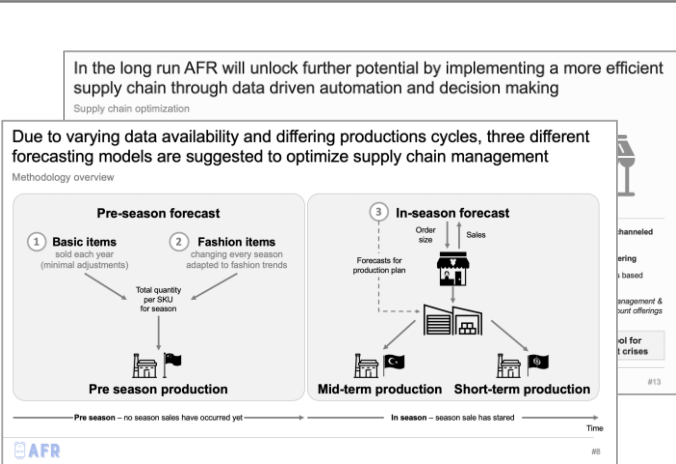 In the long run AFR will unlock further potential by implementing a more efficient
supply chain through data driven automation and decision making
Supply chain optimization
Due to varying data availability and differing productions cycles, three different
forecasting models are suggested to optimize supply chain management
Methodology overview
Pre-season forecast
1 Basic items
sold each year
(minimal adjustments)
2 Fashion items
changing every season
adapted to fashion trends
Total quantity
per SKU
for season
Pre season production
3 In-season forecast
Order
size
Sales
Forecasts for
production plan
Mid-term production
Short-term production
Pre season – no season sales have occurred yet
In season – season sale has stared
Time
AFR
#8
channeled
ering
based
anagement &
ount offerings
ol for
crises
#13